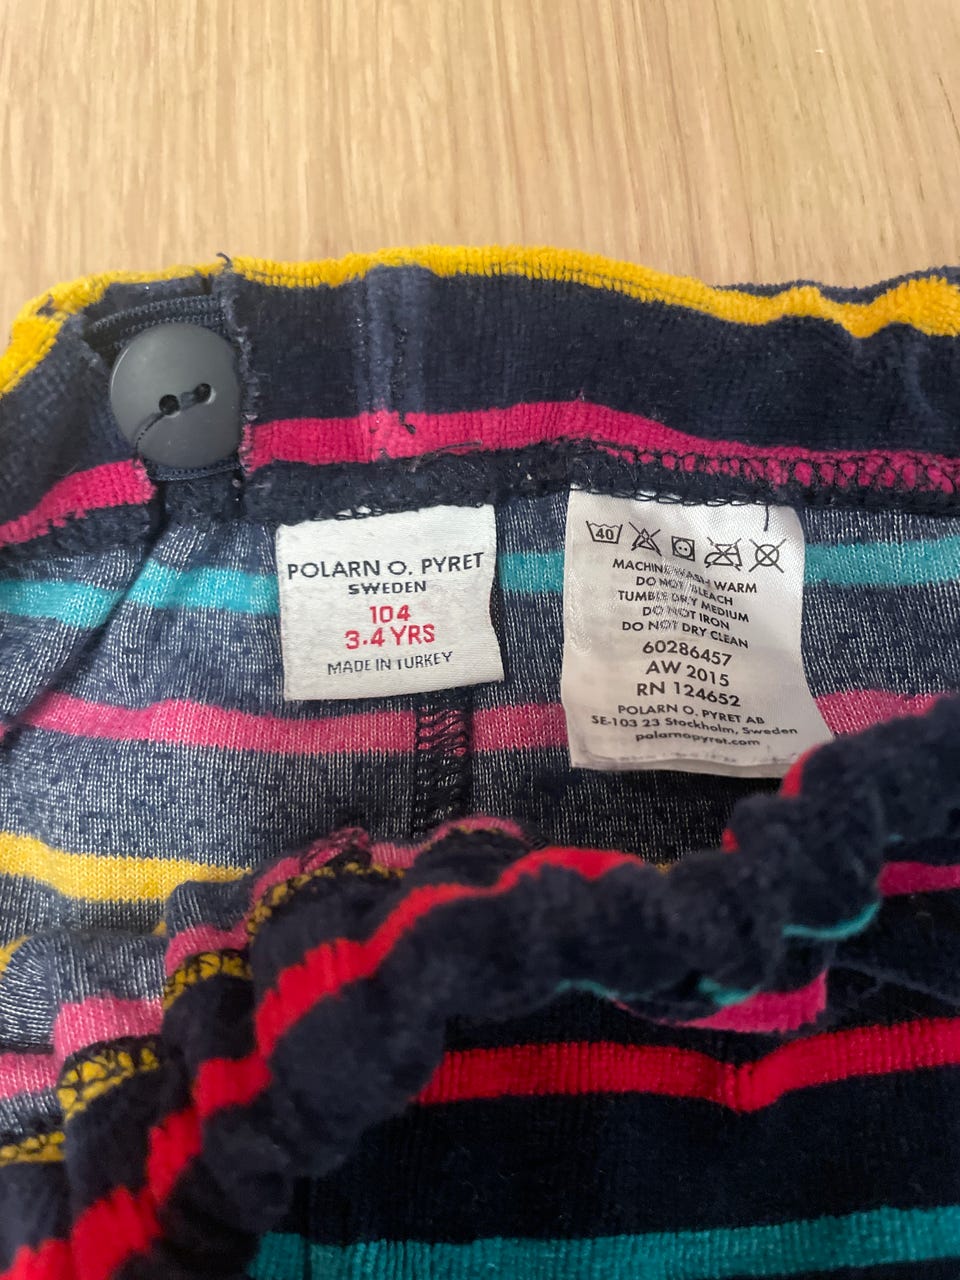 POLARN O. PYRET
SWEDEN
104
3-4 YRS
MADE IN TURKEY
40
MACHINE WASH WARM
DO NOT BLEACH
TUMBLE DRY MEDIUM
DO NOT IRON
DO NOT DRY CLEAN
60286457
AW 2015
RN 124652
POLARN O. PYRET AB
SE-103 23 Stockholm, Sweden
polarnopyret.com